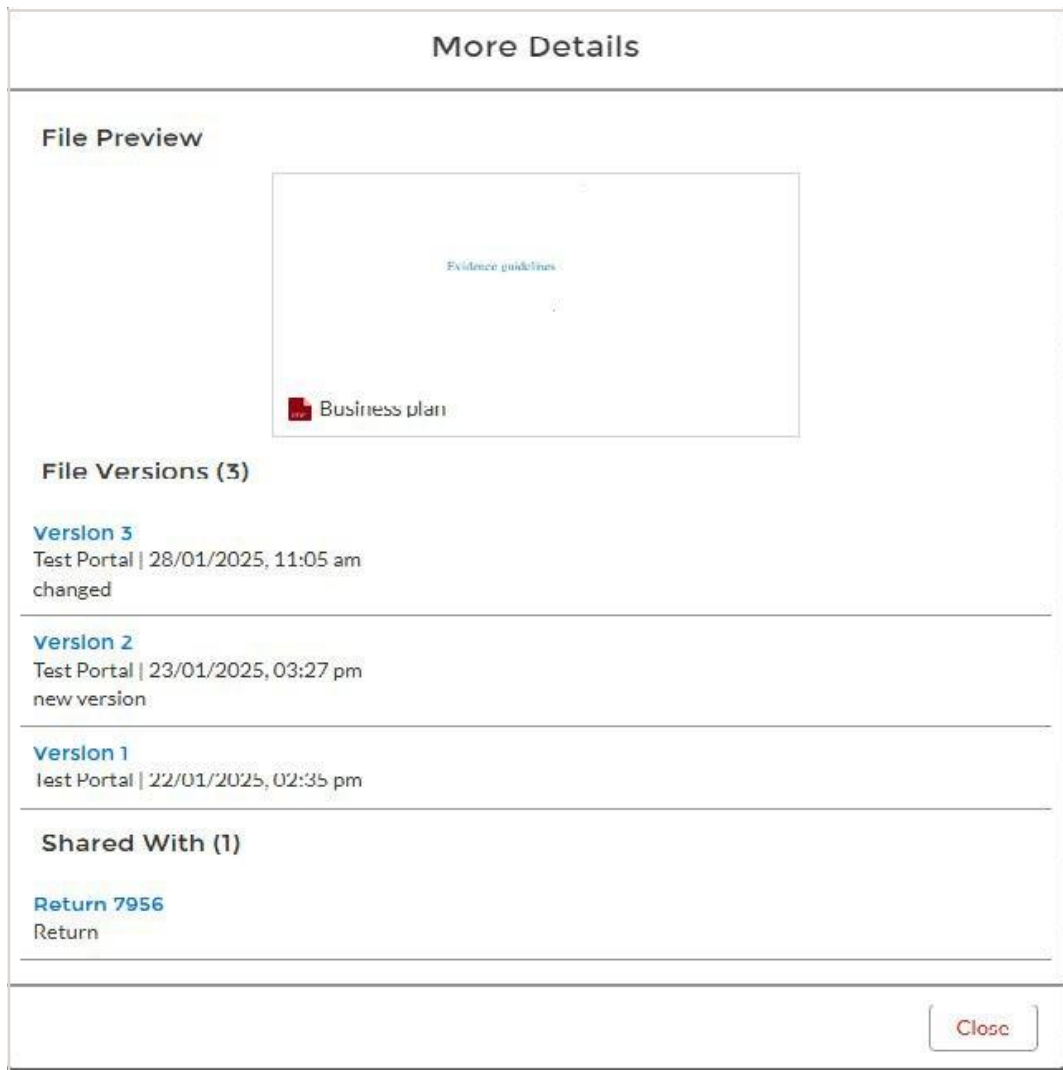 More Details
File Preview
Evidence guidelines
Business plan
File Versions (3)
Version 3
Test Portal | 28/01/2025, 11:05 am
changed
Version 2
Test Portal | 23/01/2025, 03:27 pm
new version
Version 1
Test Portal | 22/01/2025, 02:35 pm
Shared With (1)
Return 7956
Return
Close